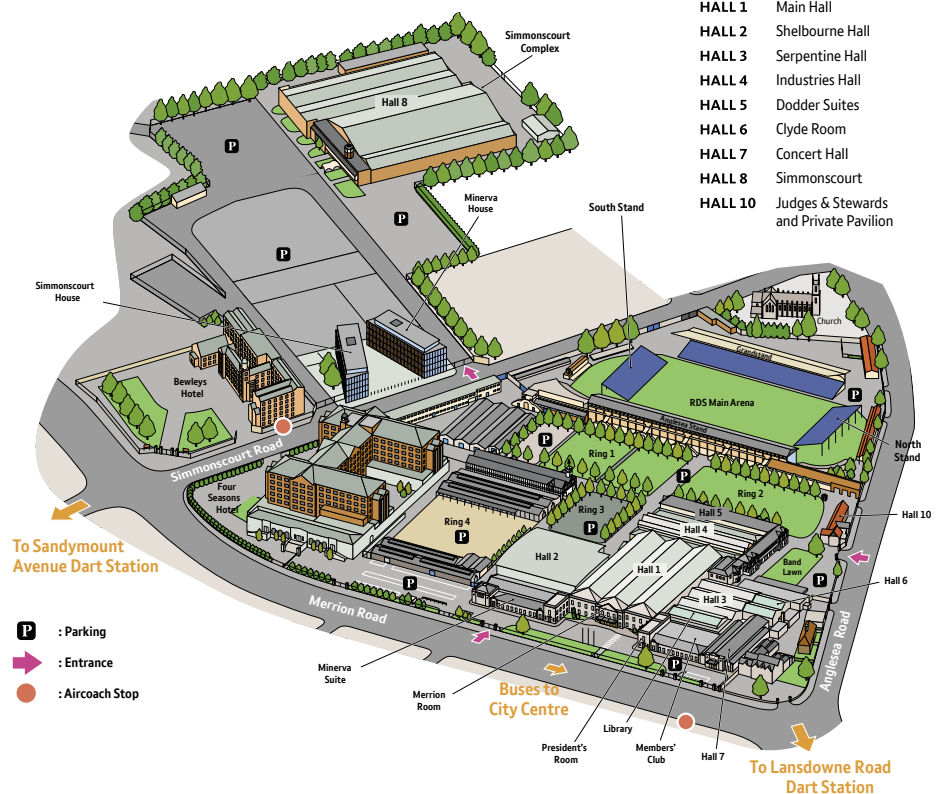 HALL 1 Main Hall
HALL 2 Shelbourne Hall
HALL 3 Serpentine Hall
HALL 4 Industries Hall
HALL 5 Dodder Suites
HALL 6 Clyde Room
HALL 7 Concert Hall
HALL 8 Simmonscourt
HALL 10 Judges & Stewards
and Private Pavilion
Simmonscourt
Complex
Hall 8
P
Minerva
House
P
South Stand
P
Simmonscourt
House
Church
Grandstand
P
Bewleys
Hotel
RDS Main Arena
Anglesea Stand
North
Stand
Simmonscourt Road
P
Ring 1
P
Ring 2
Four
Seasons
Hotel
Ring 3
P
Hall 5
Hall 10
Ring 4
P
Hall 4
To Sandymount
Avenue Dart Station
Hall 2
Hall 1
Band
Lawn
P
Hall 6
P
Hall 3
Merrion Road
Anglesea Road
P : Parking
: Entrance
: Aircoach Stop
Minerva
Suite
Merrion
Room
P
Buses to
City Centre
President's
Room
Library
Members'
Club
Hall 7
To Lansdowne Road
Dart Station